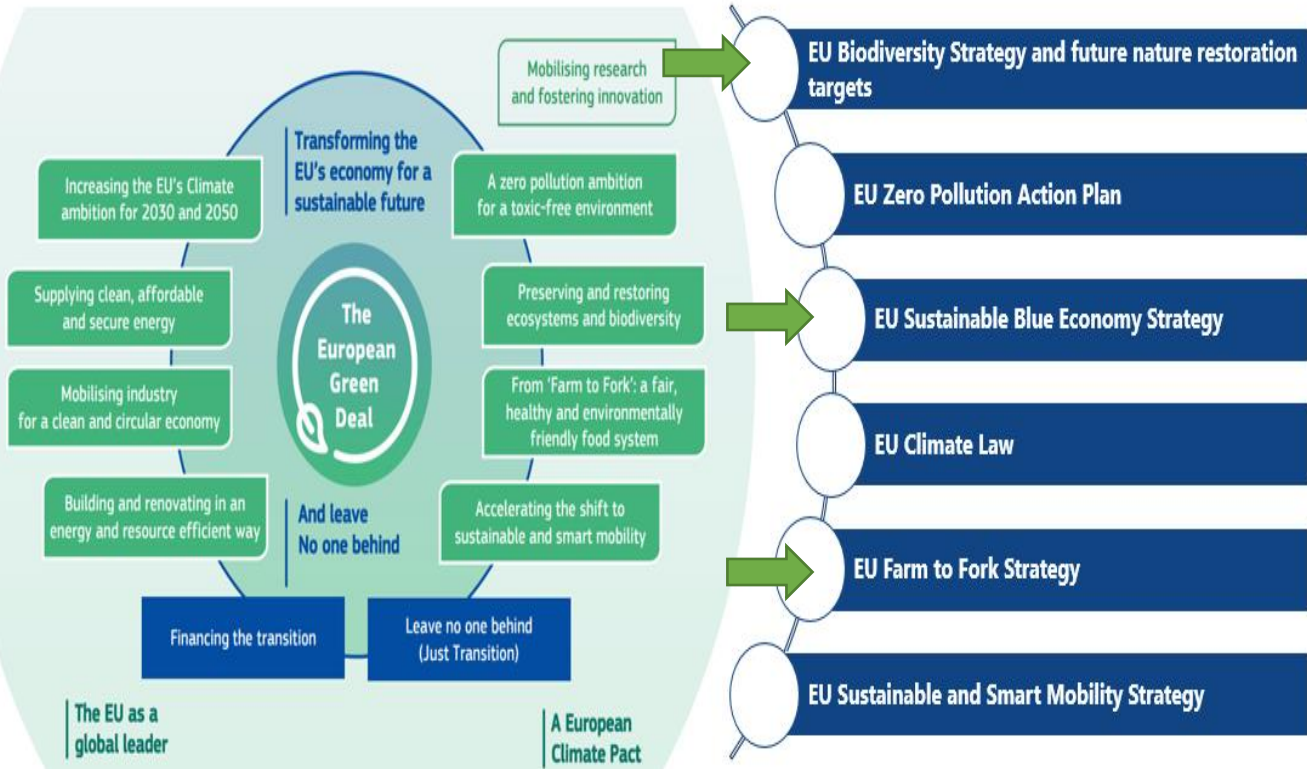 Mobilising research
and fostering innovation
Transforming the
EU's economy for a
sustainable future
Increasing the EU's Climate
ambition for 2030 and 2050
A zero pollution ambition
for a toxic-free environment
Supplying clean, affordable
and secure energy
Preserving and restoring
ecosystems and biodiversity
The
European
Green
Deal
Mobilising industry
for a clean and circular economy
From 'Farm to Fork': a fair,
healthy and environmentally
friendly food system
Building and renovating in an
energy and resource efficient way
And leave
No one behind
Accelerating the shift to
sustainable and smart mobility
Financing the transition
Leave no one behind
(Just Transition)
The EU as a
global leader
A European
Climate Pact
EU Biodiversity Strategy and future nature restoration
targets
EU Zero Pollution Action Plan
EU Sustainable Blue Economy Strategy
EU Climate Law
EU Farm to Fork Strategy
EU Sustainable and Smart Mobility Strategy